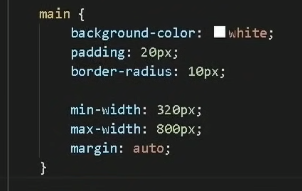 main {
background-color: white;
padding: 20px;
border-radius: 10px;
min-width: 320px;
max-width: 800px;
margin: auto;
}